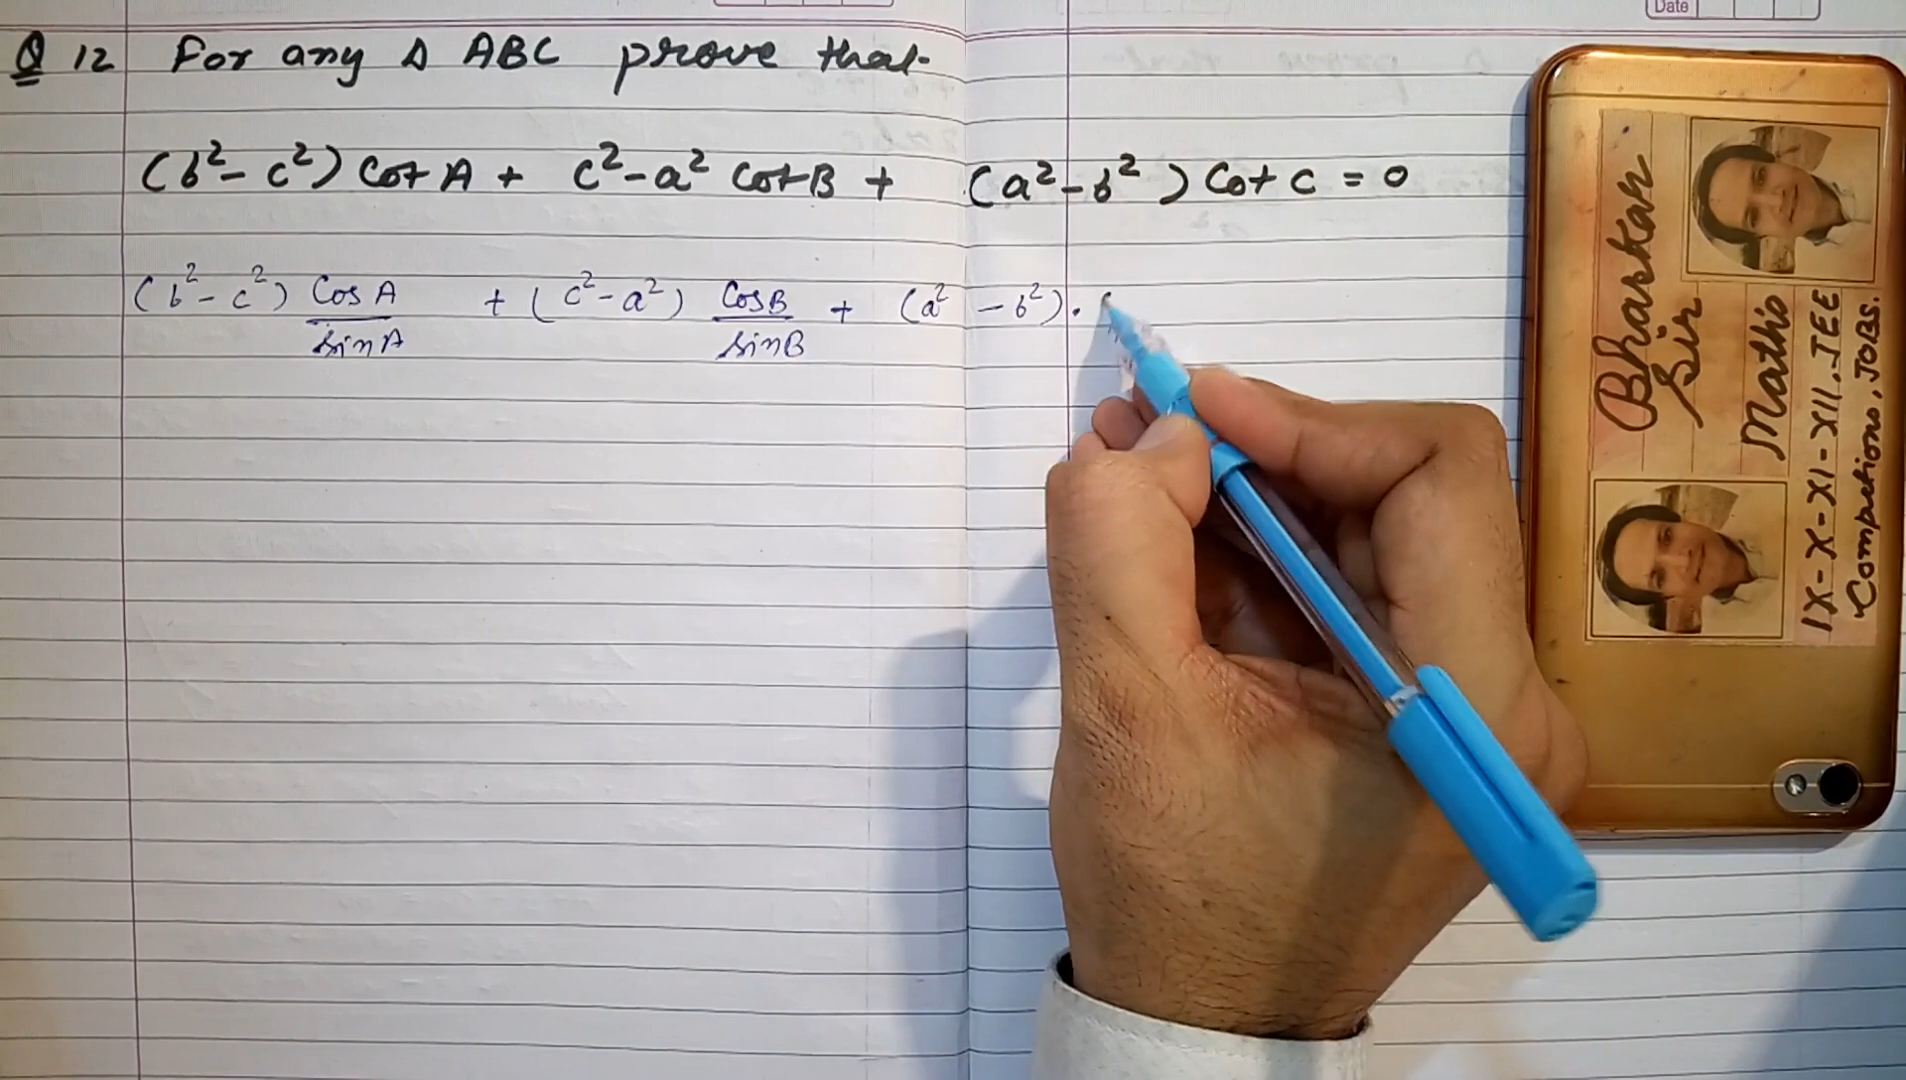 Date
Q 12 For any Δ ABC prove that-
(b²- c²) Cot A + c²-a² Cot B + (a²-b²) Cot C = 0
(b²- c²) Cos A / Sin A + (c²-a²) Cos B / Sin B + (a² - b²).
Bhaskar
Sir
Maths
IX-X-XI-XII.JEE
Compections, JOBS.